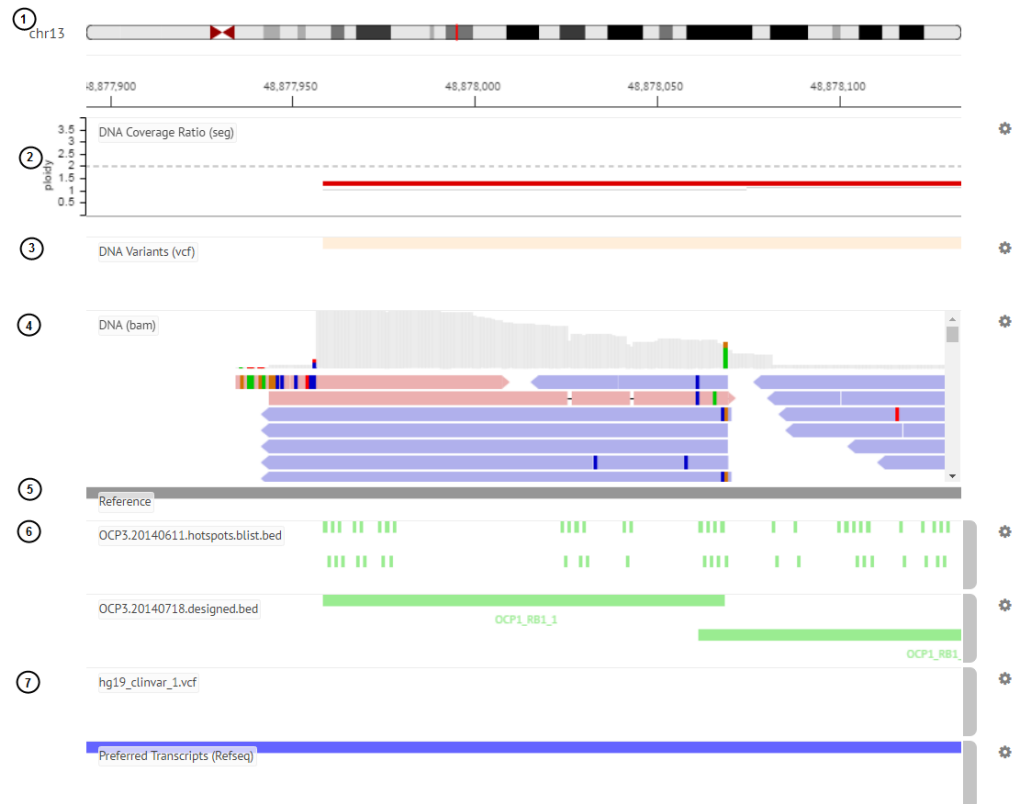 1
chr13
48,877,900 48,877,950 48,878,000 48,878,050 48,878,100
2
ploidy
3.5
3
2.5
2
1.5
1
0.5
DNA Coverage Ratio (seg)
3
DNA Variants (vcf)
4
DNA (bam)
5
Reference
6
OCP3.20140611.hotspots.blist.bed
OCP3.20140718.designed.bed
OCP1_RB1_1
OCP1_RB1_
7
hg19_clinvar_1.vcf
Preferred Transcripts (Refseq)